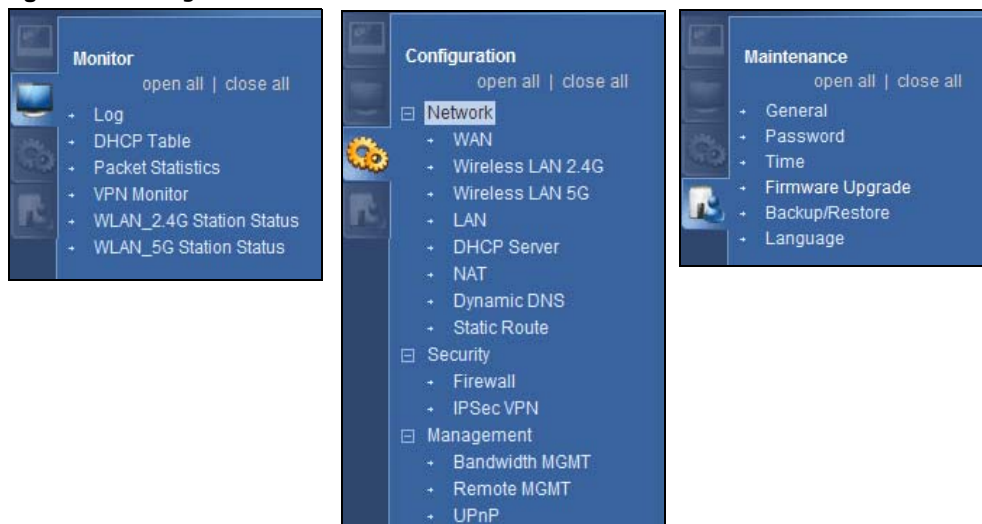 Monitor
open all | close all
Log
DHCP Table
Packet Statistics
VPN Monitor
WLAN_2.4G Station Status
WLAN_5G Station Status
Configuration
open all | close all
Network
WAN
Wireless LAN 2.4G
Wireless LAN 5G
LAN
DHCP Server
NAT
Dynamic DNS
Static Route
Security
Firewall
IPSec VPN
Management
Bandwidth MGMT
Remote MGMT
UPnP
Maintenance
open all | close all
General
Password
Time
Firmware Upgrade
Backup/Restore
Language